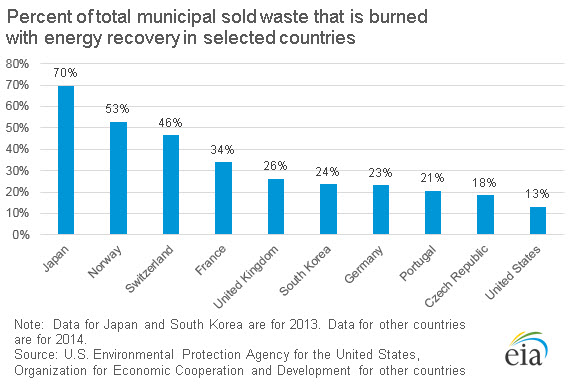 Percent of total municipal sold waste that is burned
with energy recovery in selected countries
80%
70%
60%
50%
40%
30%
20%
10%
0%
70%
53%
46%
34%
26%
24%
23%
21%
18%
13%
Japan
Norway
Switzerland
France
United Kingdom
South Korea
Germany
Portugal
Czech Republic
United States
Note: Data for Japan and South Korea are for 2013. Data for other countries
are for 2014.
Source: U.S. Environmental Protection Agency for the United States,
Organization for Economic Cooperation and Development for other countries
eia